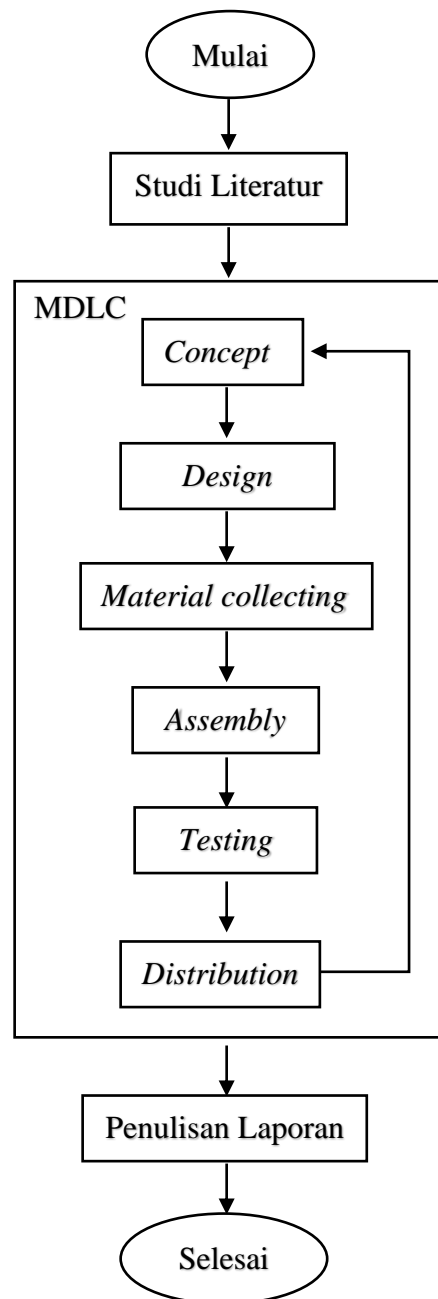 Mulai
Studi Literatur
MDLC
Concept
Design
Material collecting
Assembly
Testing
Distribution
Penulisan Laporan
Selesai